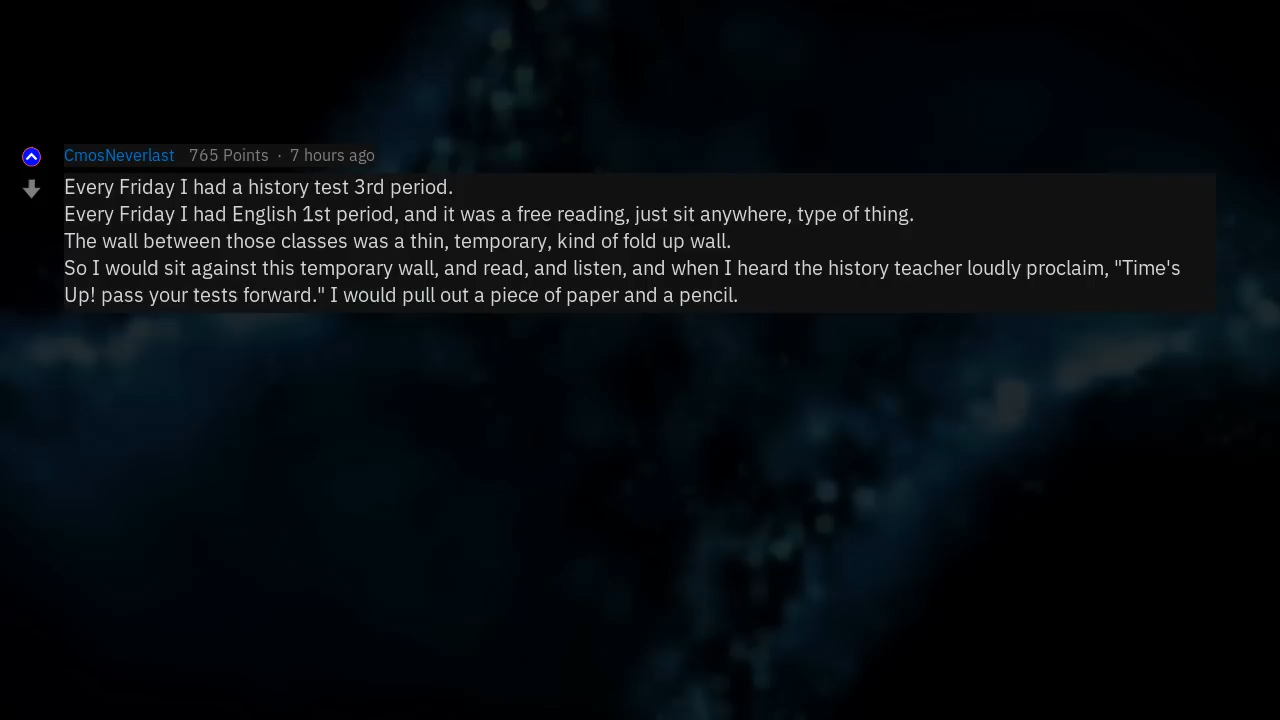 CmosNeverlast 765 Points · 7 hours ago
Every Friday I had a history test 3rd period.
Every Friday I had English 1st period, and it was a free reading, just sit anywhere, type of thing.
The wall between those classes was a thin, temporary, kind of fold up wall.
So I would sit against this temporary wall, and read, and listen, and when I heard the history teacher loudly proclaim, "Time's
Up! pass your tests forward." I would pull out a piece of paper and a pencil.